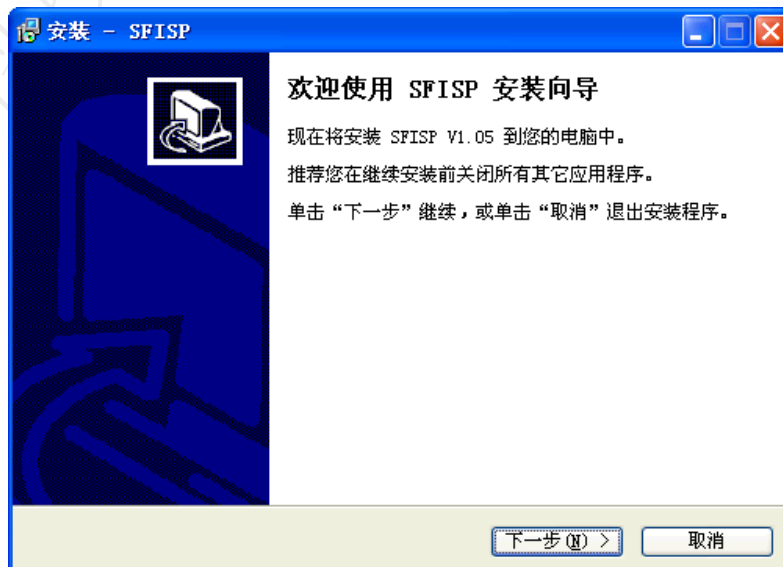 安装 - SFISP
欢迎使用 SFISP 安装向导
现在将安装 SFISP V1.05 到您的电脑中。
推荐您在继续安装前关闭所有其它应用程序。
单击“下一步”继续，或单击“取消”退出安装程序。
下一步(N) >
取消